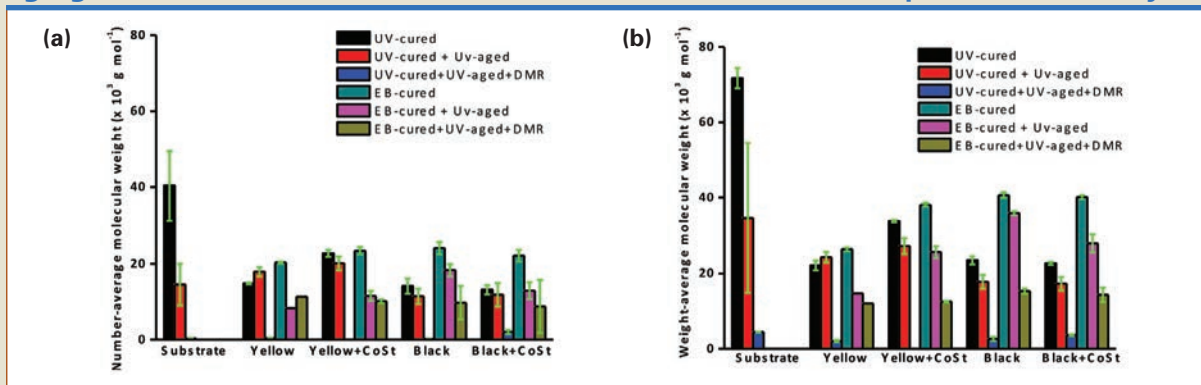 (a)
Number-average molecular weight (x 10³ g mol⁻¹)
80
60
40
20
0
UV-cured
UV-cured + Uv-aged
UV-cured+UV-aged+DMR
EB-cured
EB-cured + Uv-aged
EB-cured+UV-aged+DMR
Substrate Yellow Yellow+CoSt Black Black+CoSt
(b)
Weight-average molecular weight (x 10³ g mol⁻¹)
80
60
40
20
0
UV-cured
UV-cured + Uv-aged
UV-cured+UV-aged+DMR
EB-cured
EB-cured + Uv-aged
EB-cured+UV-aged+DMR
Substrate Yellow Yellow+CoSt Black Black+CoSt